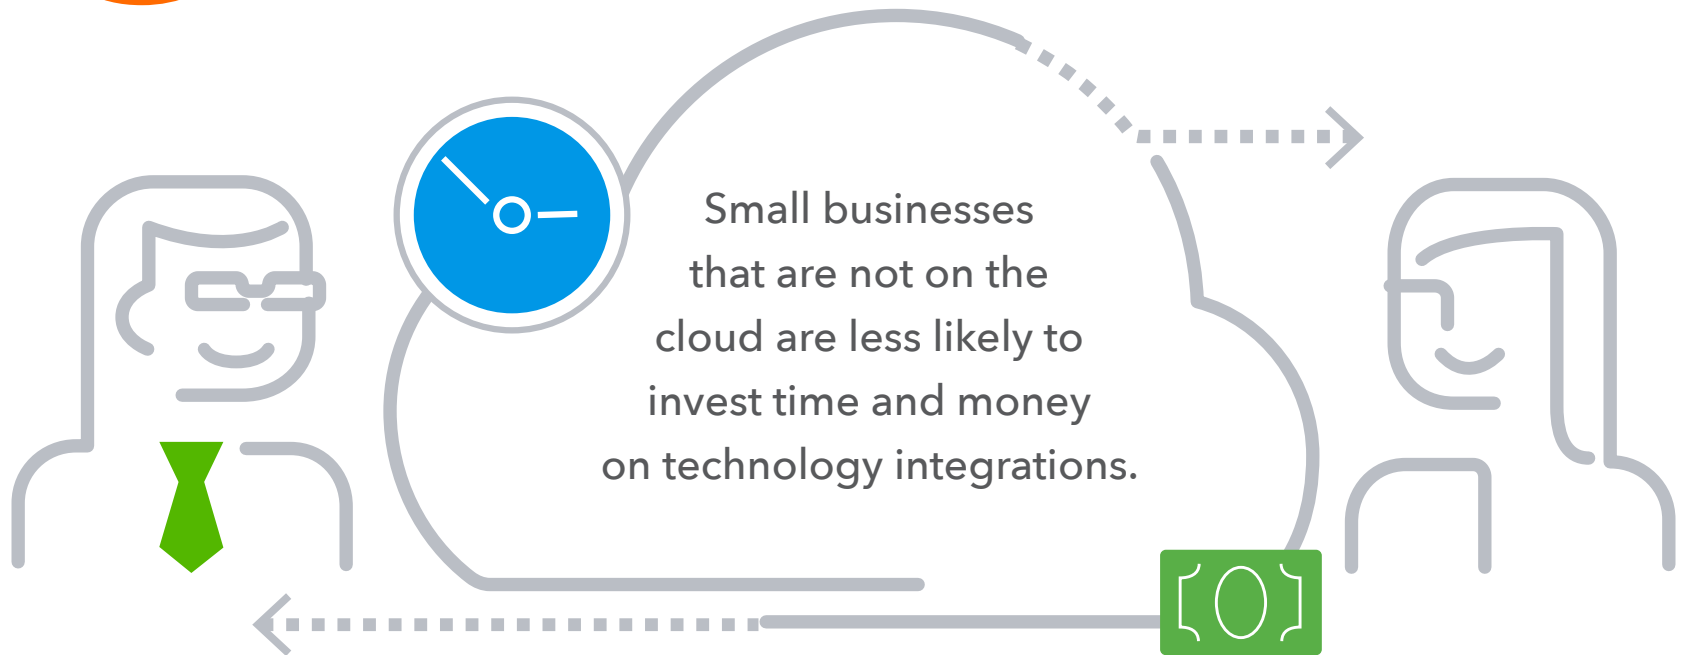 Small businesses
that are not on the
cloud are less likely to
invest time and money
on technology integrations.